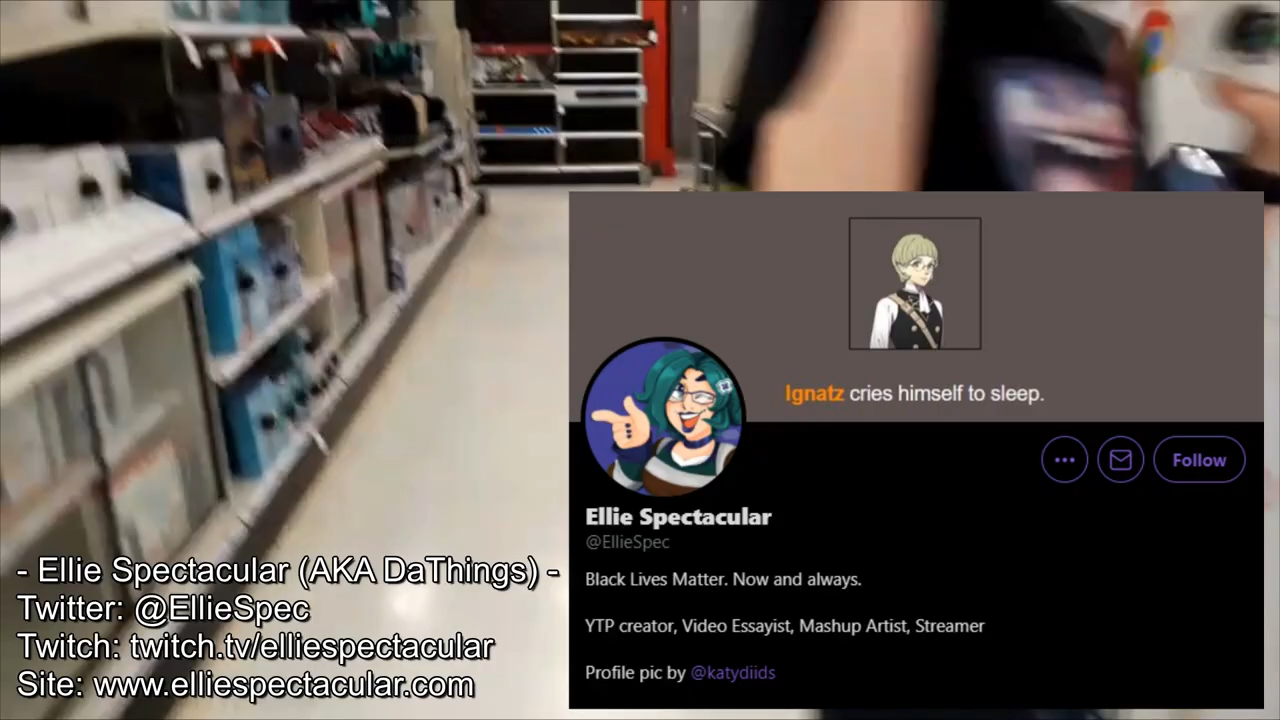 Ignatz cries himself to sleep.
Follow
Ellie Spectacular
@EllieSpec
Black Lives Matter. Now and always.
YTP creator, Video Essayist, Mashup Artist, Streamer
Profile pic by @katydiids
- Ellie Spectacular (AKA DaThings) -
Twitter: @EllieSpec
Twitch: twitch.tv/elliespectacular
Site: www.elliespectacular.com